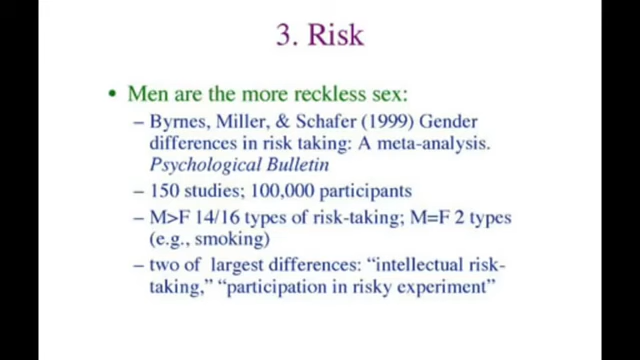 3. Risk
• Men are the more reckless sex:
– Byrnes, Miller, & Schafer (1999) Gender
differences in risk taking: A meta-analysis.
Psychological Bulletin
– 150 studies; 100,000 participants
– M>F 14/16 types of risk-taking; M=F 2 types
(e.g., smoking)
– two of largest differences: “intellectual risk-
taking,” “participation in risky experiment”